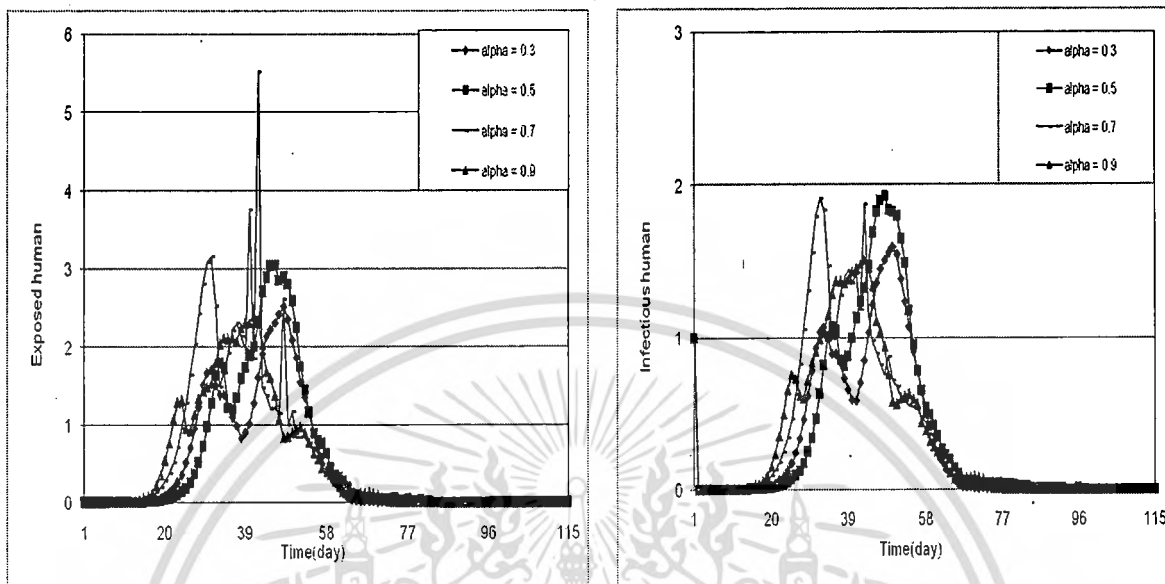 6
5
4
3
2
1
0
Exposed human
1 20 39 58 77 96 115
Time(day)
alpha = 0.3
alpha = 0.5
alpha = 0.7
alpha = 0.9
3
2
1
0
Infectious human
1 20 39 58 77 96 115
Time(day)
alpha = 0.3
alpha = 0.5
alpha = 0.7
alpha = 0.9